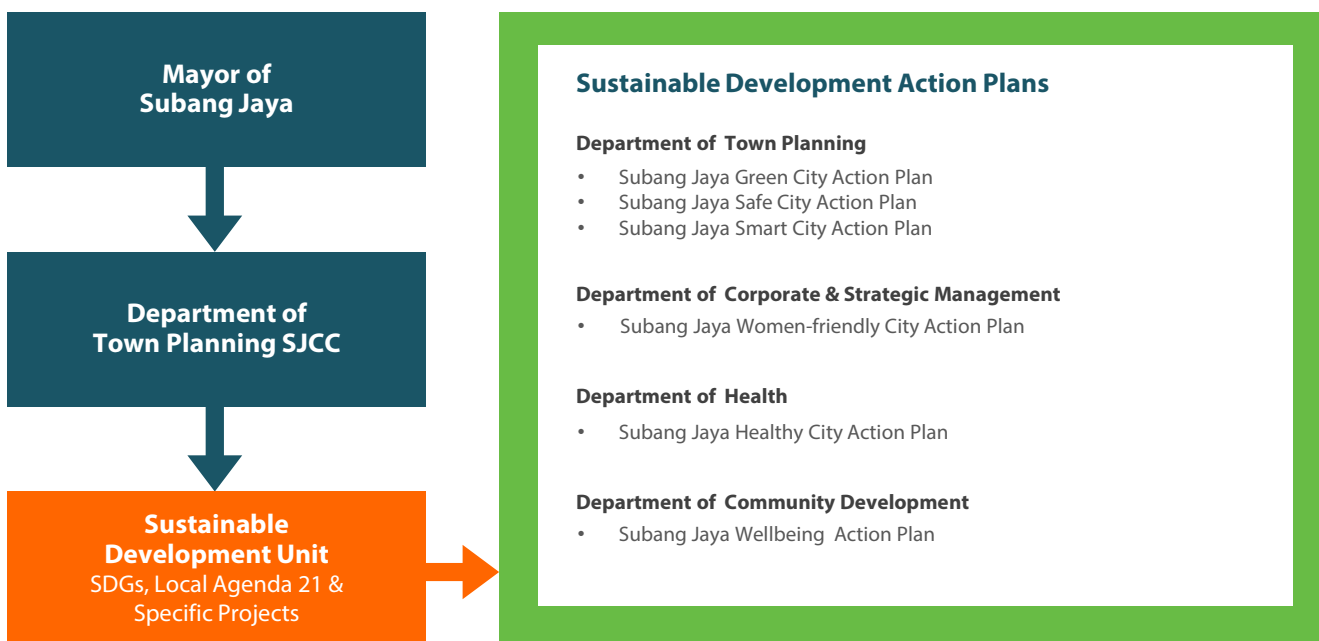 Mayor of
Subang Jaya
Department of
Town Planning SJCC
Sustainable
Development Unit
SDGs, Local Agenda 21 &
Specific Projects
Sustainable Development Action Plans
Department of Town Planning
• Subang Jaya Green City Action Plan
• Subang Jaya Safe City Action Plan
• Subang Jaya Smart City Action Plan
Department of Corporate & Strategic Management
• Subang Jaya Women-friendly City Action Plan
Department of Health
• Subang Jaya Healthy City Action Plan
Department of Community Development
• Subang Jaya Wellbeing Action Plan